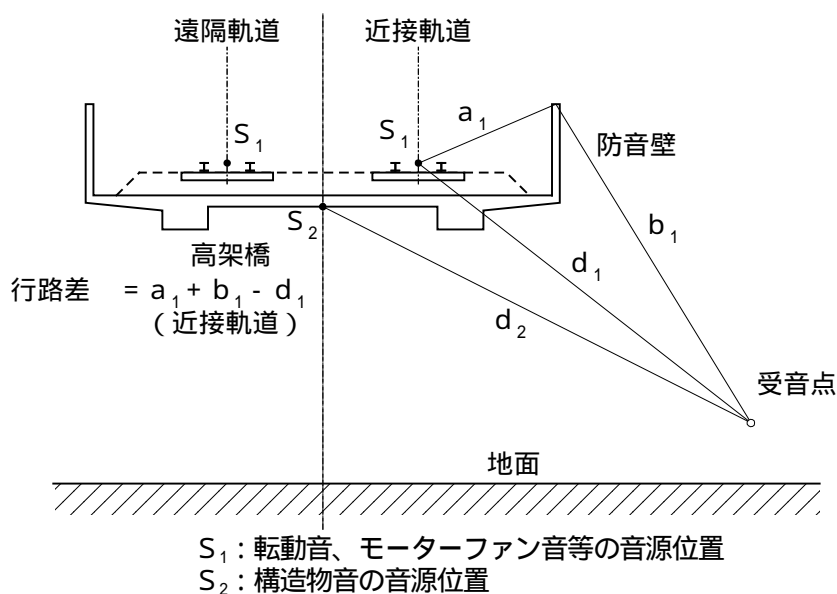 遠隔軌道 近接軌道
a₁
S₁ S₁
防音壁
S₂
b₁
高架橋
d₁
行路差 = a₁+ b₁ - d₁
(近接軌道)
d₂
受音点
地面
S₁:転動音、モーターファン音等の音源位置
S₂:構造物音の音源位置